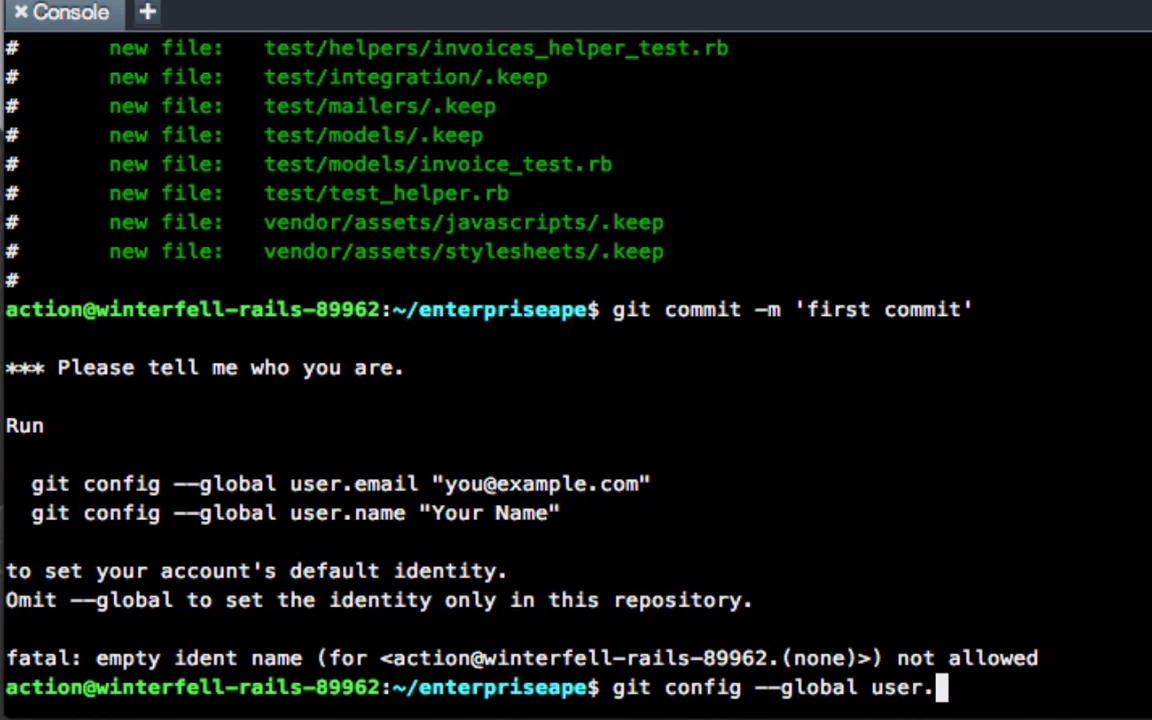 × Console +
# new file: test/helpers/invoices_helper_test.rb
# new file: test/integration/.keep
# new file: test/mailers/.keep
# new file: test/models/.keep
# new file: test/models/invoice_test.rb
# new file: test/test_helper.rb
# new file: vendor/assets/javascripts/.keep
# new file: vendor/assets/stylesheets/.keep
#
action@winterfell-rails-89962:~/enterpriseape$ git commit -m 'first commit'
*** Please tell me who you are.
Run
git config --global user.email "you@example.com"
git config --global user.name "Your Name"
to set your account's default identity.
Omit --global to set the identity only in this repository.
fatal: empty ident name (for <action@winterfell-rails-89962.(none)>) not allowed
action@winterfell-rails-89962:~/enterpriseape$ git config --global user.